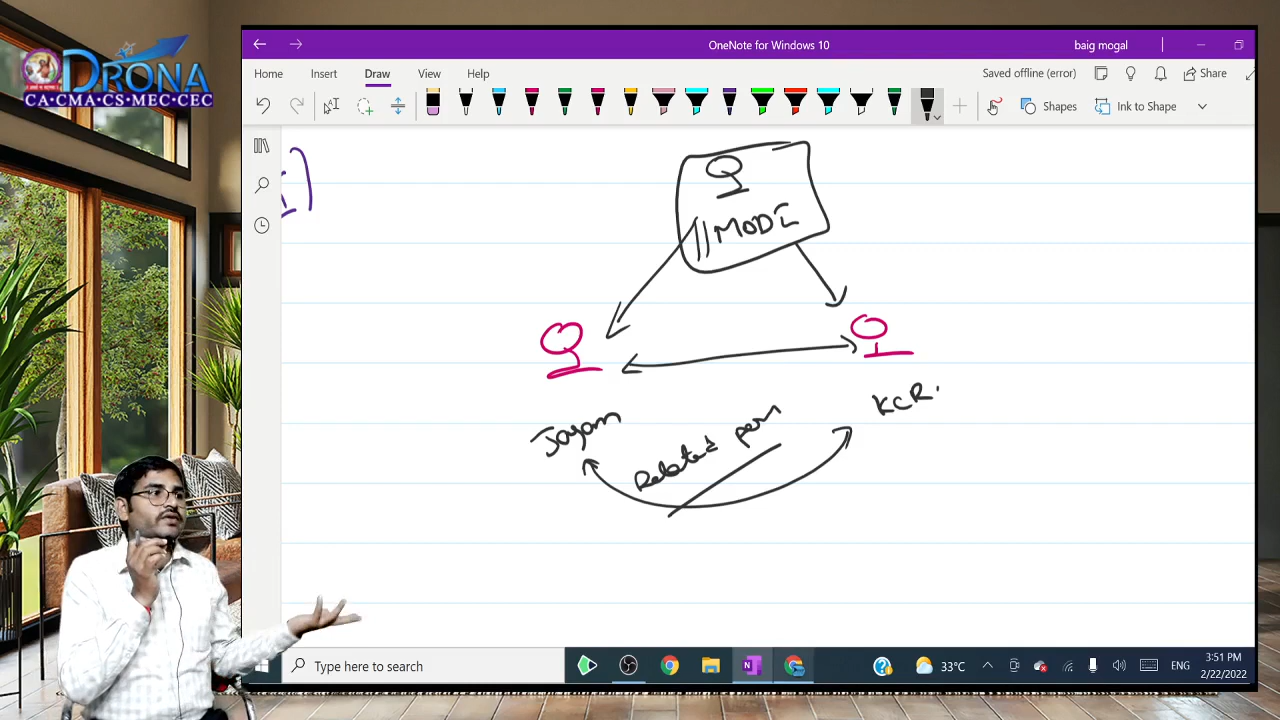 DRONA
CA•CMA•CS•MEC•CEC
OneNote for Windows 10
baig mogal
Home
Insert
Draw
View
Help
Saved offline (error)
Share
Shapes
Ink to Shape
MODI
Jagan
KCR.
Related
Type here to search
33°C
ENG
3:51 PM
2/22/2022